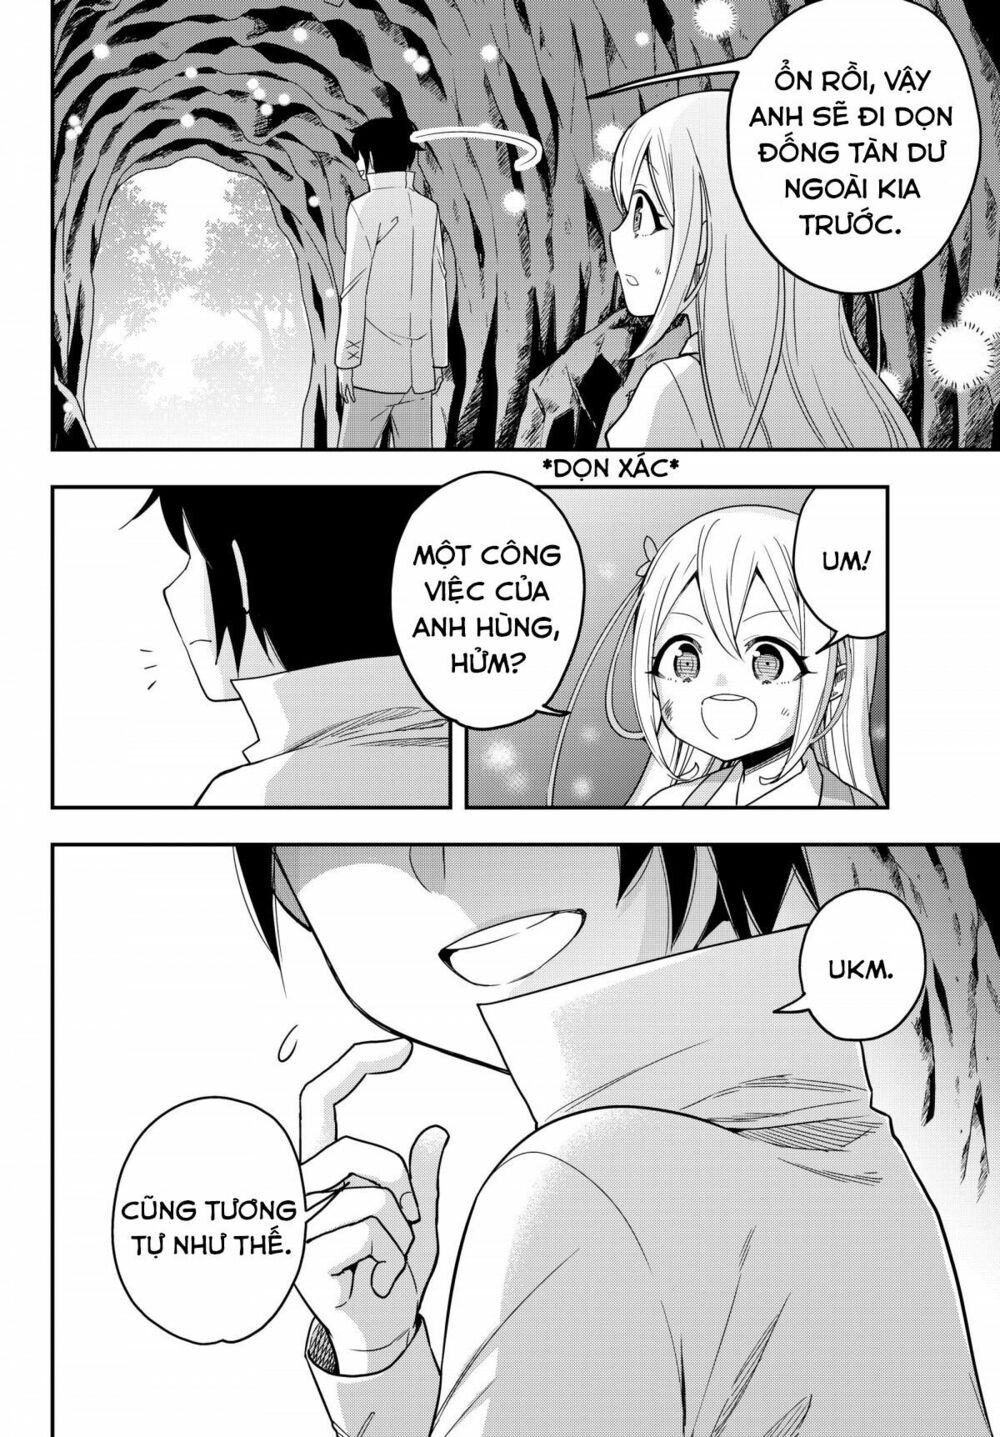 ỔN RỒI, VẬY
ANH SẼ ĐI DỌN
ĐỐNG TÀN DƯ
NGOÀI KIA
TRƯỚC.
*DỌN XÁC*
UM!
MỘT CÔNG
VIỆC CỦA
ANH HÙNG,
HỬM?
UKM.
CŨNG TƯƠNG
TỰ NHƯ THẾ.